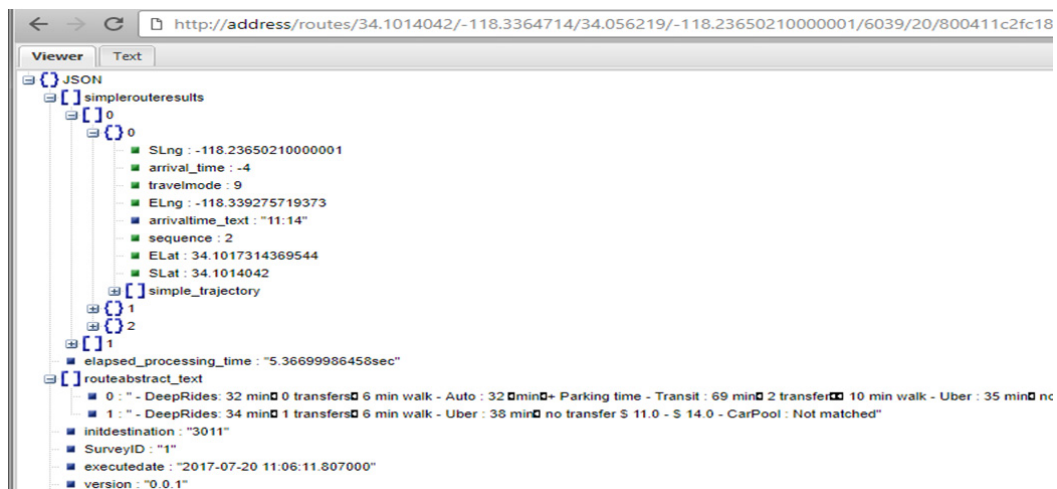 http://address/routes/34.1014042/-118.3364714/34.056219/-118.23650210000001/6039/20/800411c2fc18
Viewer Text
JSON
simplerouteresults
0
0
SLng : -118.23650210000001
arrival_time : -4
travelmode : 9
ELng : -118.339275719373
arrivaltime_text : "11:14"
sequence : 2
ELat : 34.1017314369544
SLat : 34.1014042
simple_trajectory
1
2
1
elapsed_processing_time : "5.36699986458sec"
routeabstract_text
0 : " - DeepRides: 32 min 0 transfers 6 min walk - Auto : 32 min + Parking time - Transit : 69 min 2 transfer 10 min walk - Uber : 35 min no
1 : " - DeepRides: 34 min 1 transfers 6 min walk - Uber : 38 min no transfer $ 11.0 - $ 14.0 - CarPool : Not matched"
initdestination : "3011"
SurveyID : "1"
executedate : "2017-07-20 11:06:11.807000"
version : "0.0.1"